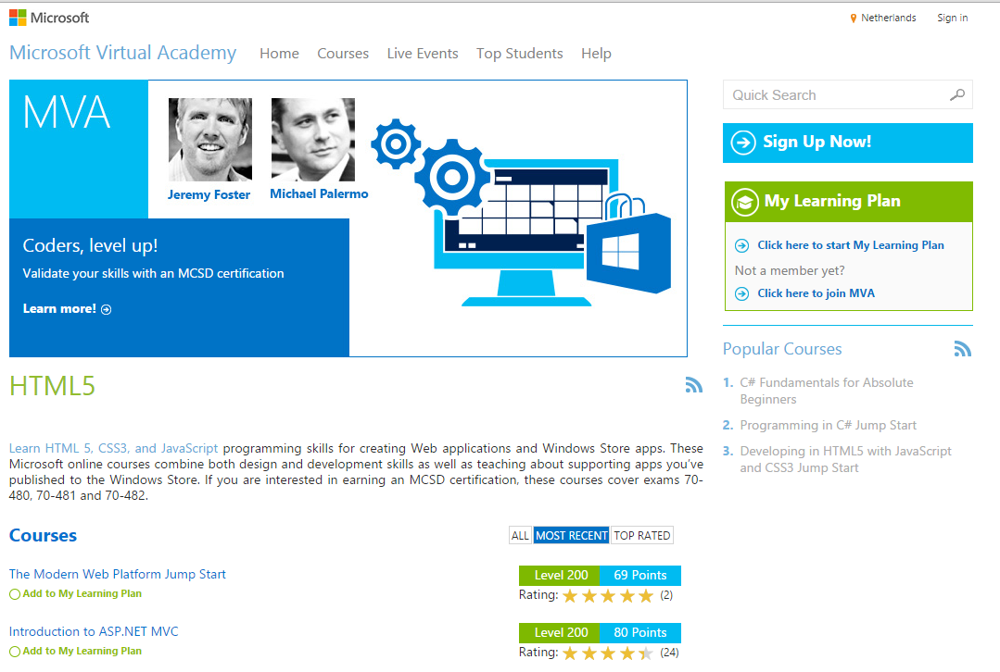 Microsoft
Netherlands
Sign in
Microsoft Virtual Academy
Home
Courses
Live Events
Top Students
Help
MVA
Jeremy Foster
Michael Palermo
Coders, level up!
Validate your skills with an MCSD certification
Learn more!
Quick Search
Sign Up Now!
My Learning Plan
Click here to start My Learning Plan
Not a member yet?
Click here to join MVA
Popular Courses
1. C# Fundamentals for Absolute
Beginners
2. Programming in C# Jump Start
3. Developing in HTML5 with JavaScript
and CSS3 Jump Start
HTML5
Learn HTML 5, CSS3, and JavaScript programming skills for creating Web applications and Windows Store apps. These
Microsoft online courses combine both design and development skills as well as teaching about supporting apps you've
published to the Windows Store. If you are interested in earning an MCSD certification, these courses cover exams 70-
480, 70-481 and 70-482.
Courses
ALL MOST RECENT TOP RATED
The Modern Web Platform Jump Start
Add to My Learning Plan
Level 200 69 Points
Rating: (2)
Introduction to ASP.NET MVC
Add to My Learning Plan
Level 200 80 Points
Rating: (24)